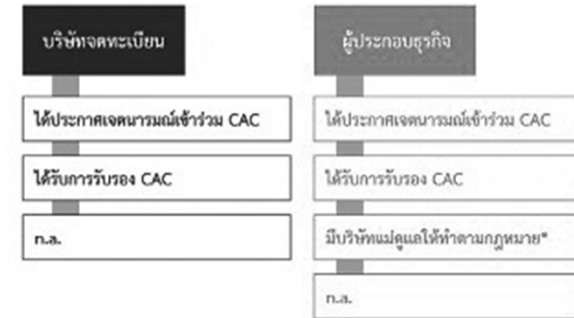 บริษัทจดทะเบียน
ได้ประกาศเจตนารมณ์เข้าร่วม CAC
ได้รับการรับรอง CAC
n.a.
ผู้ประกอบธุรกิจ
ได้ประกาศเจตนารมณ์เข้าร่วม CAC
ได้รับการรับรอง CAC
มีบริษัทแม่ดูแลให้ทำตามกฎหมาย*
n.a.